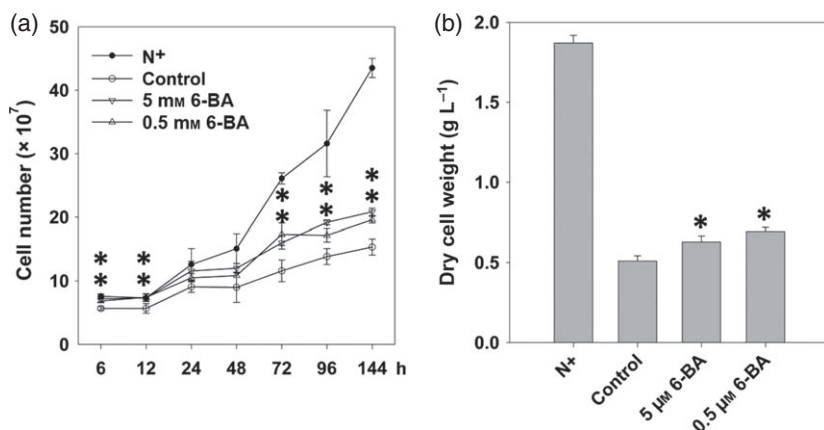 (a)
50
40
30
20
10
0
Cell number (× 10⁷)
N⁺
Control
5 mM 6-BA
0.5 mM 6-BA
* * * * *
* * * * *
6 12 24 48 72 96 144 h
(b)
2.0
1.5
1.0
0.5
0.0
Dry cell weight (g L⁻¹)
* *
N+
Control
5 µM 6-BA
0.5 µM 6-BA